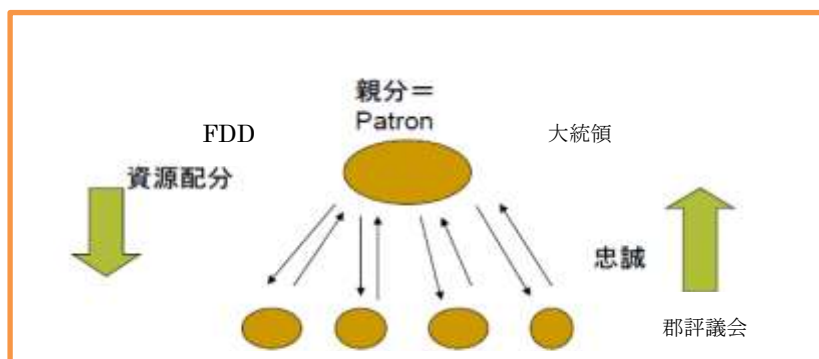 親分＝
Patron
FDD
大統領
資源配分
忠誠
郡評議会